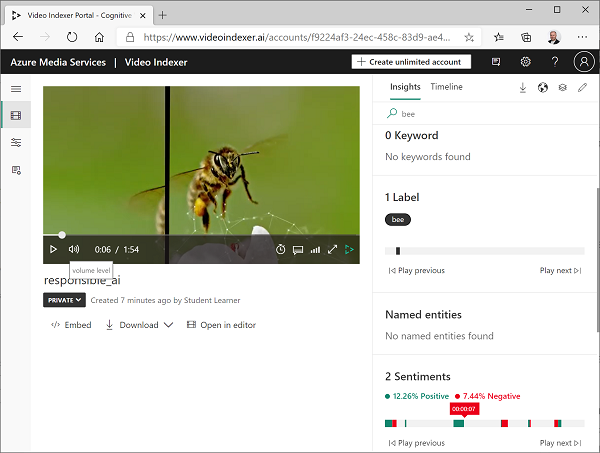 Video Indexer Portal - Cognitive
https://www.videoindexer.ai/accounts/f9224af3-24ec-458c-83d9-ae4...
Azure Media Services | Video Indexer
+ Create unlimited account
?
Insights Timeline
bee
0 Keyword
No keywords found
1 Label
bee
Play previous Play next
0:06 / 1:54
volume level
responsible_ai
PRIVATE Created 7 minutes ago by Student Learner
Embed Download Open in editor
Named entities
No named entities found
2 Sentiments
12.26% Positive 7.44% Negative
00:00:07
Play previous Play next